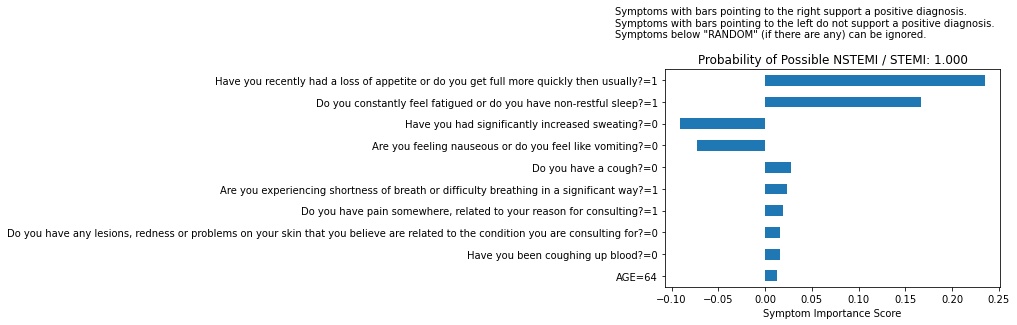 Symptoms with bars pointing to the right support a positive diagnosis.
Symptoms with bars pointing to the left do not support a positive diagnosis.
Symptoms below "RANDOM" (if there are any) can be ignored.
Probability of Possible NSTEMI / STEMI: 1.000
Have you recently had a loss of appetite or do you get full more quickly then usually?=1
Do you constantly feel fatigued or do you have non-restful sleep?=1
Have you had significantly increased sweating?=0
Are you feeling nauseous or do you feel like vomiting?=0
Do you have a cough?=0
Are you experiencing shortness of breath or difficulty breathing in a significant way?=1
Do you have pain somewhere, related to your reason for consulting?=1
Do you have any lesions, redness or problems on your skin that you believe are related to the condition you are consulting for?=0
Have you been coughing up blood?=0
AGE=64
−0.10 −0.05 0.00 0.05 0.10 0.15 0.20 0.25
Symptom Importance Score